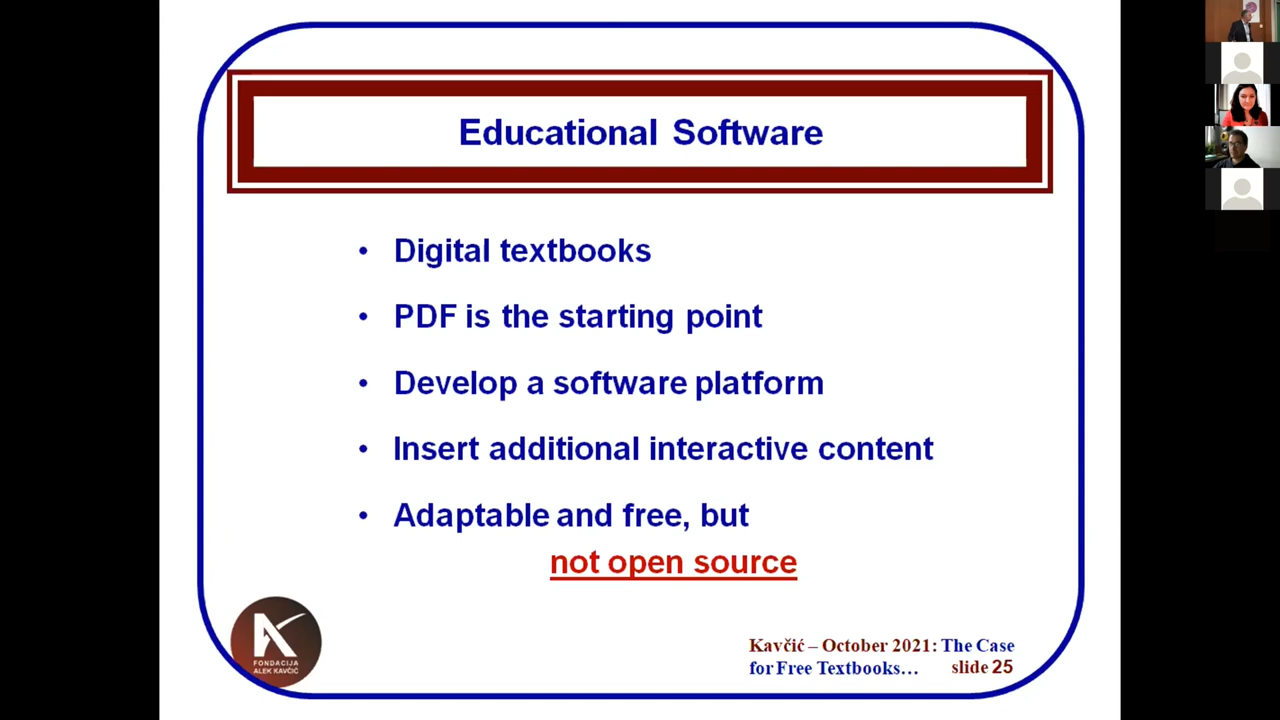 Educational Software
• Digital textbooks
• PDF is the starting point
• Develop a software platform
• Insert additional interactive content
• Adaptable and free, but
not open source
FONDACIJA
ALEK KAVČIĆ
Kavčić – October 2021: The Case
for Free Textbooks… slide 25